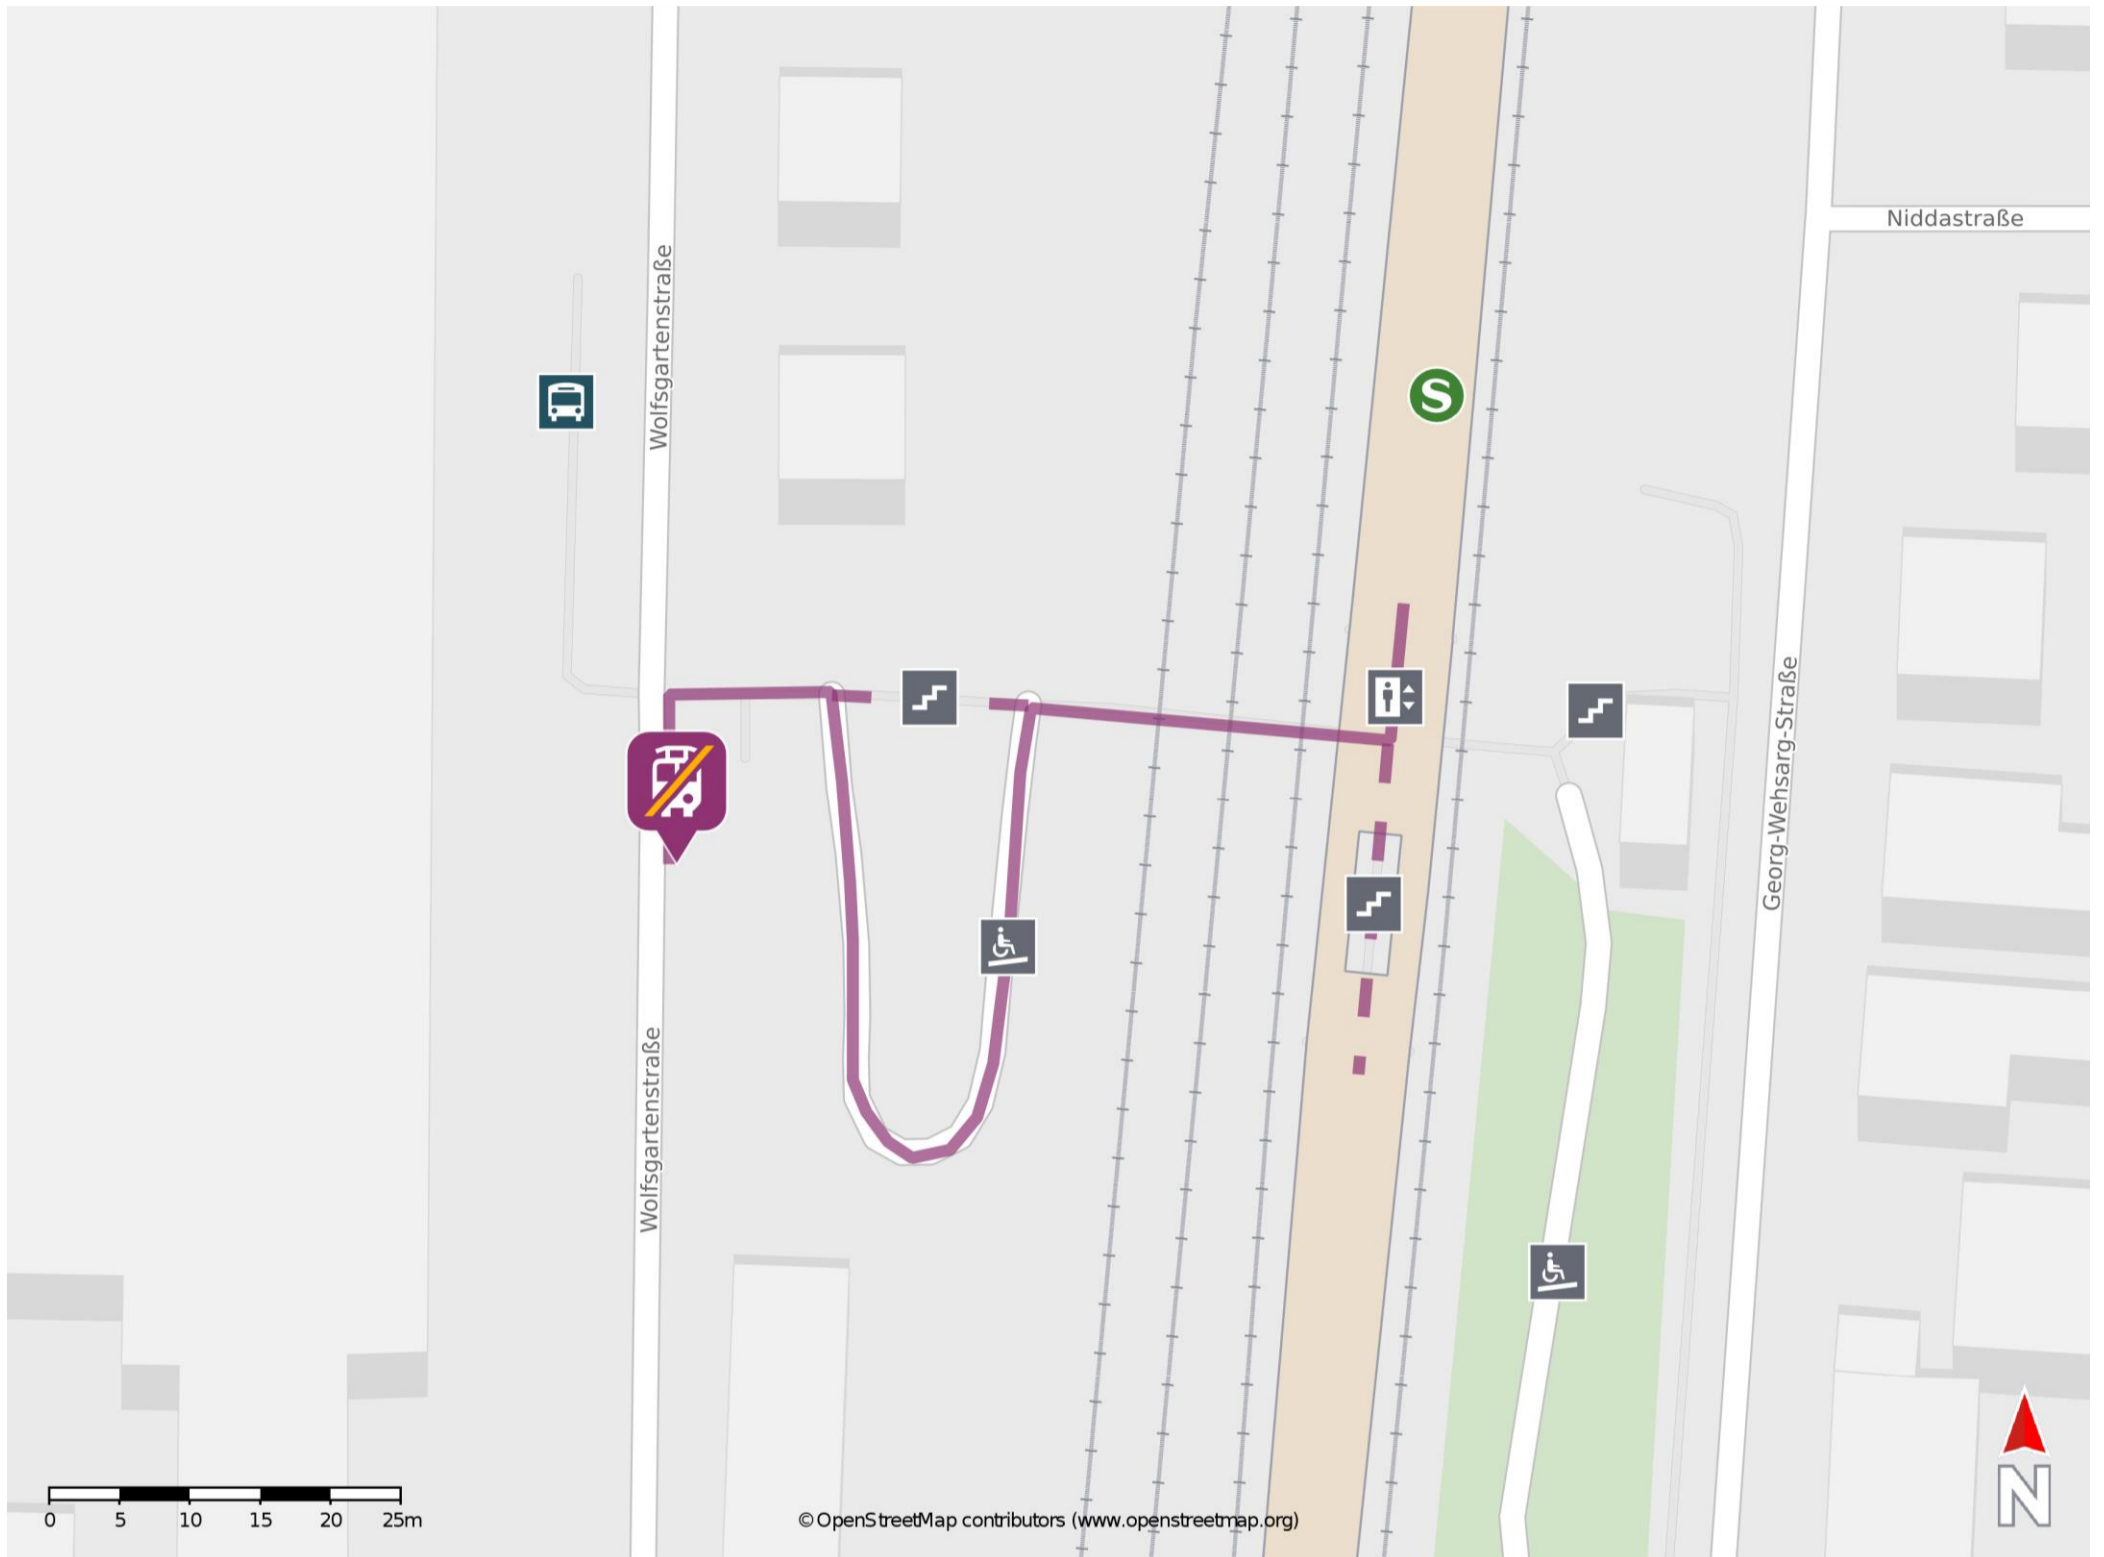 Niddastraße
Wolfsgartenstraße
S
Georg-Wehsarg-Straße
Wolfsgartenstraße
0 5 10 15 20 25m
© OpenStreetMap contributors (www.openstreetmap.org)
N